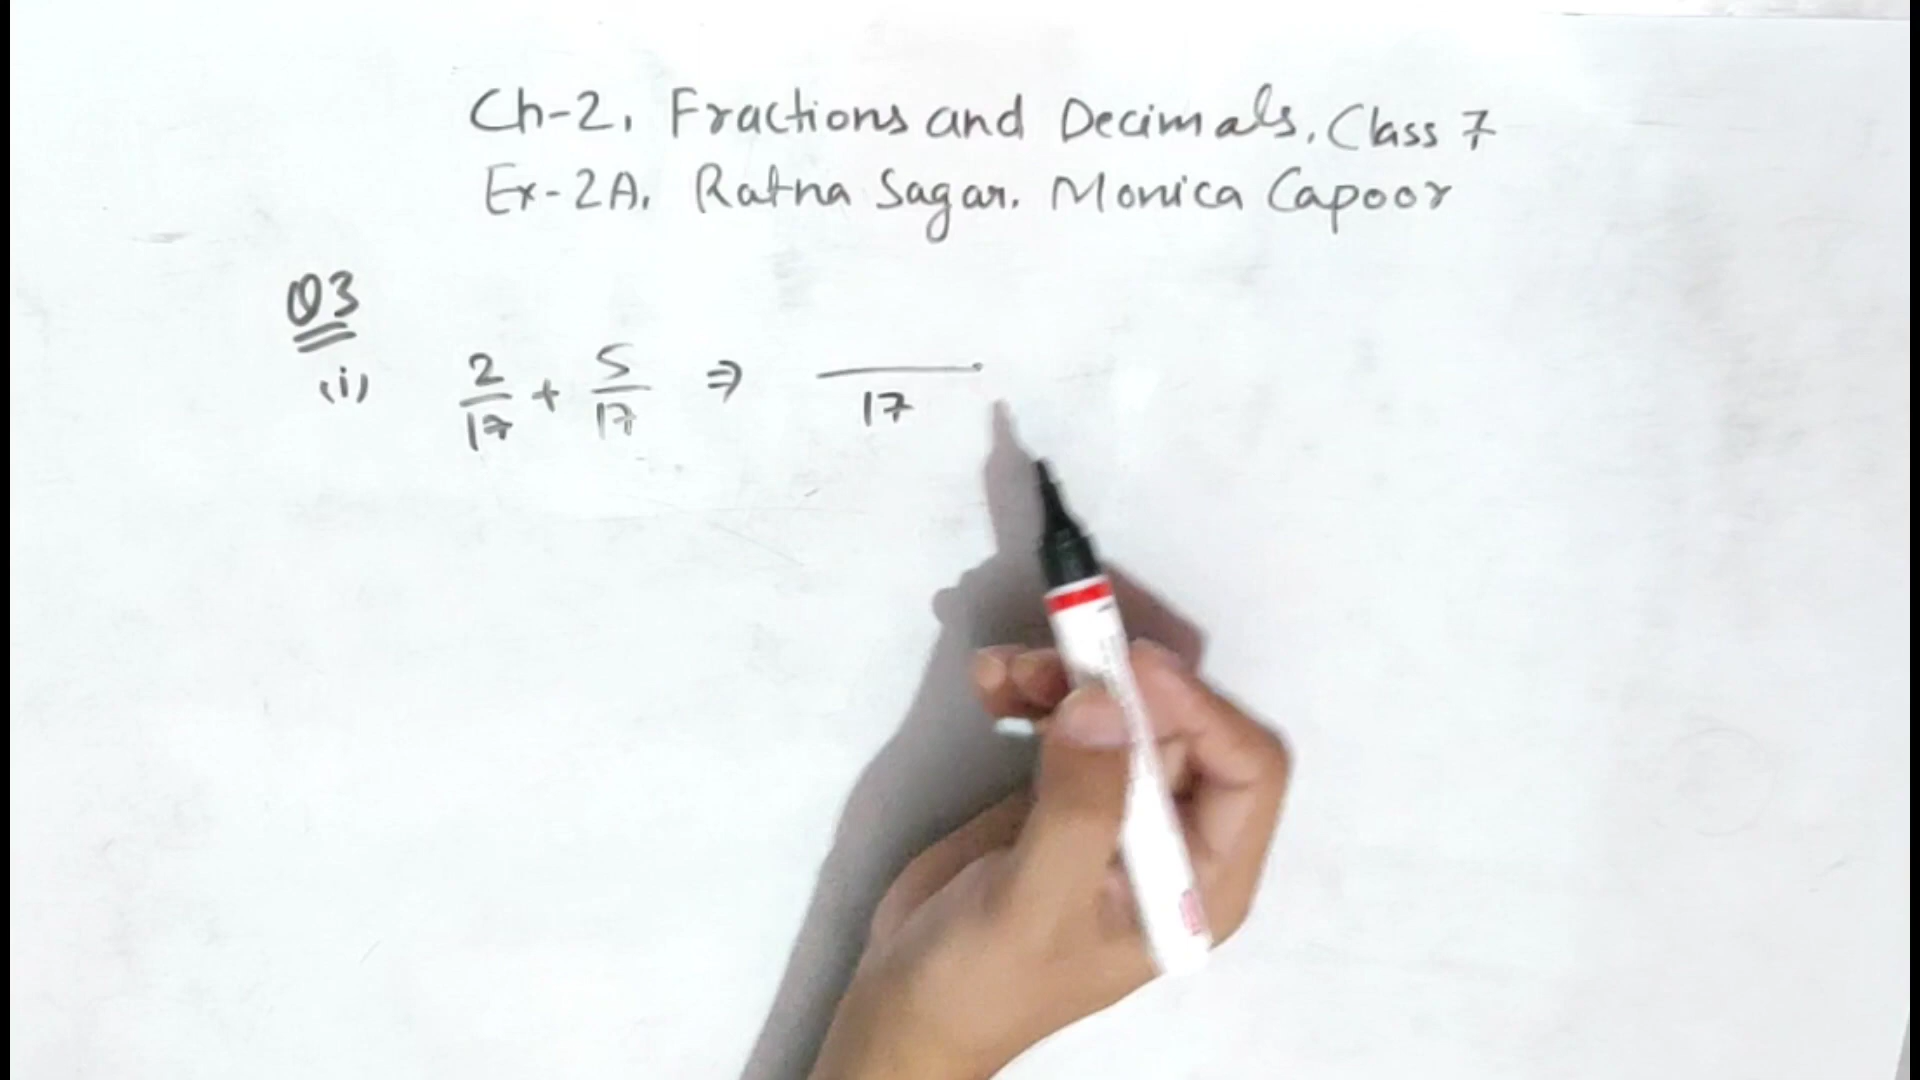 Ch-2, Fractions and Decimals, Class 7
Ex-2A, Ratna Sagar. Monica Capoor
Q3
(i) 2/17 + 5/17 ⇒ /17